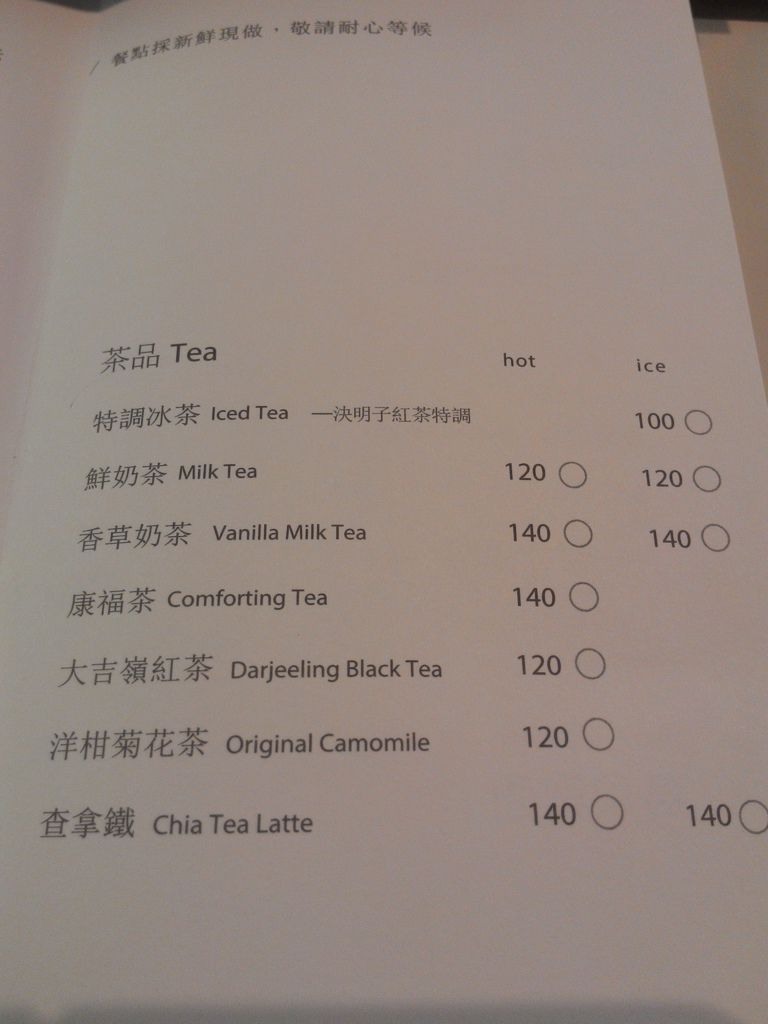 / 餐點採新鮮現做，敬請耐心等候
茶品 Tea hot ice
特調冰茶 Iced Tea —決明子紅茶特調 100
鮮奶茶 Milk Tea 120 120
香草奶茶 Vanilla Milk Tea 140 140
康福茶 Comforting Tea 140
大吉嶺紅茶 Darjeeling Black Tea 120
洋柑菊花茶 Original Camomile 120
查拿鐵 Chia Tea Latte 140 140